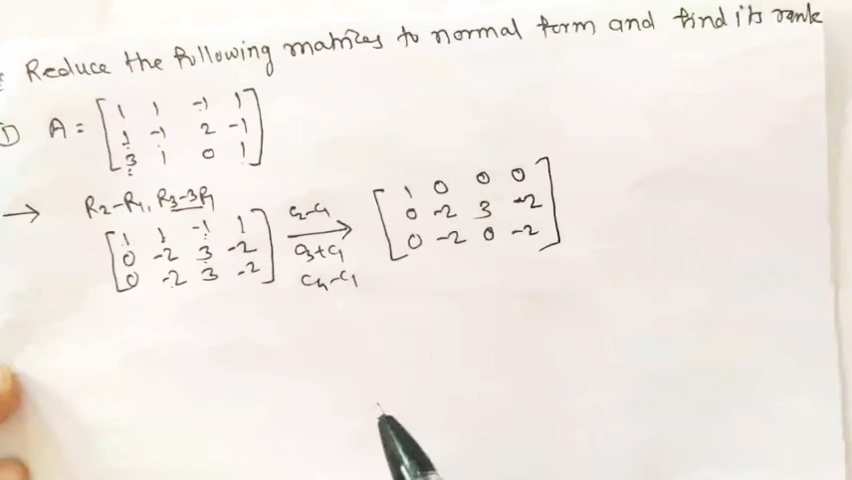 Reduce the following matrices to normal form and find its rank
1) A = [ 1 1 -1 1
1 -1 2 -1
3 1 0 1 ]
→ R2-R1, R3-3R1
[ 1 1 -1 1
0 -2 3 -2
0 -2 3 -2 ]
C2-C1
C3+C1
C4-C1
[ 1 0 0 0
0 -2 3 -2
0 -2 0 -2 ]